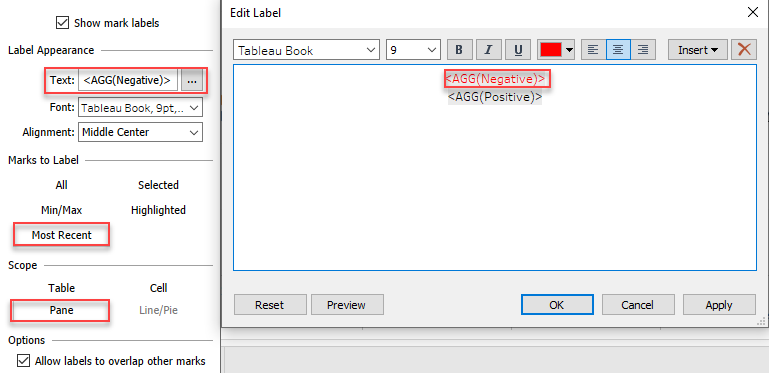 Show mark labels
Label Appearance
Text: <AGG(Negative)> ...
Font: Tableau Book, 9pt,...
Alignment: Middle Center
Marks to Label
All Selected
Min/Max Highlighted
Most Recent
Scope
Table Cell
Pane Line/Pie
Options
Allow labels to overlap other marks
Edit Label
Tableau Book 9 B I U Insert
<AGG(Negative)>
<AGG(Positive)>
Reset Preview OK Cancel Apply